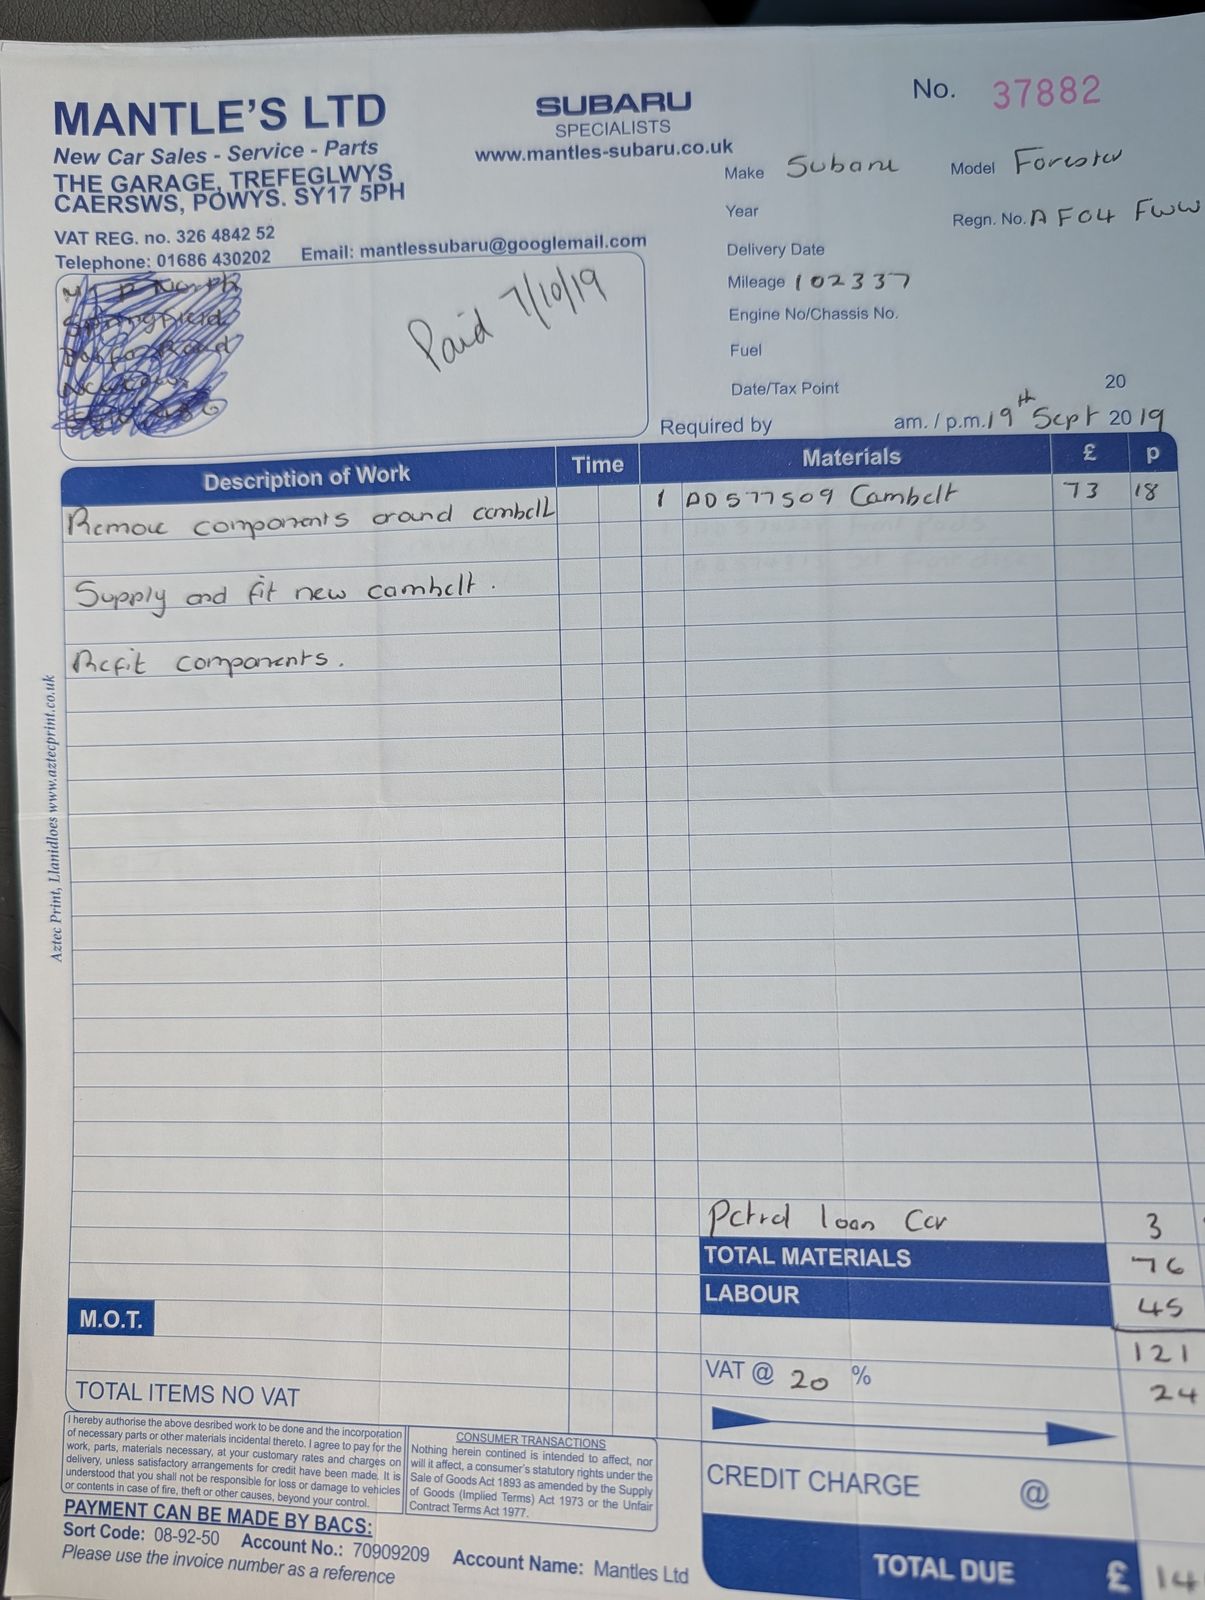 MANTLE'S LTD
New Car Sales - Service - Parts
THE GARAGE, TREFEGLWYS
CAERSWS, POWYS. SY17 5PH
VAT REG. no. 326 4842 52
Telephone: 01686 430202 Email: mantlessubaru@googlemail.com
SUBARU
SPECIALISTS
www.mantles-subaru.co.uk
No. 37882
Make Subaru Model Forester
Year Regn. No. AF04 FWW
Delivery Date
Mileage 102337
Engine No/Chassis No.
Fuel
Date/Tax Point 20
Required by am. / p.m. 19th Sept 2019
Paid 7/10/19
Description of Work Time Materials £ p
Remove components around cambelt 1 AD577509 Cambelt 73 18
Supply and fit new cambelt.
Refit components.
Aztec Print, Llanidloes www.aztecprint.co.uk
Petrol loan Car 3
TOTAL MATERIALS 76
LABOUR 45
M.O.T.
121
VAT @ 20 % 24
TOTAL ITEMS NO VAT
CREDIT CHARGE @
TOTAL DUE £ 14
I hereby authorise the above desribed work to be done and the incorporation
of necessary parts or other materials incidental thereto. I agree to pay for the
work, parts, materials necessary, at your customary rates and charges on
delivery, unless satisfactory arrangements for credit have been made. It is
understood that you shall not be responsible for loss or damage to vehicles
or contents in case of fire, theft or other causes, beyond your control.
CONSUMER TRANSACTIONS
Nothing herein contined is intended to affect, nor
will it affect, a consumer's statutory rights under the
Sale of Goods Act 1893 as amended by the Supply
of Goods (Implied Terms) Act 1973 or the Unfair
Contract Terms Act 1977.
PAYMENT CAN BE MADE BY BACS:
Sort Code: 08-92-50 Account No.: 70909209 Account Name: Mantles Ltd
Please use the invoice number as a reference